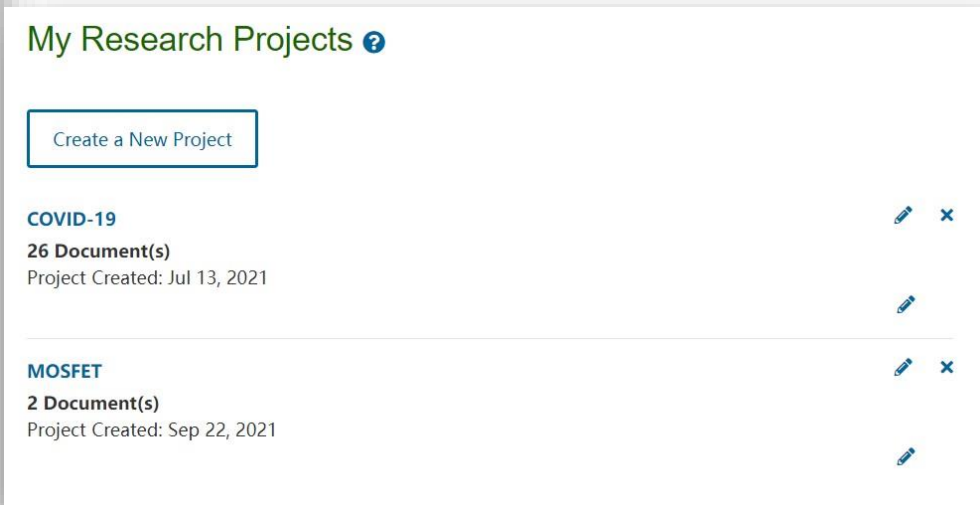 My Research Projects ?
Create a New Project
COVID-19
26 Document(s)
Project Created: Jul 13, 2021
MOSFET
2 Document(s)
Project Created: Sep 22, 2021